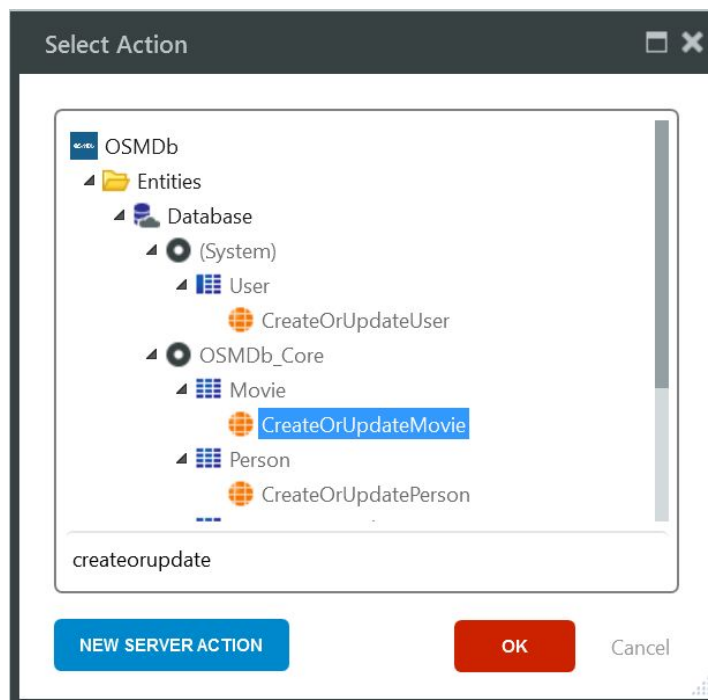 Select Action
OSMDb
Entities
Database
(System)
User
CreateOrUpdateUser
OSMDb_Core
Movie
CreateOrUpdateMovie
Person
CreateOrUpdatePerson
createorupdate
NEW SERVER ACTION
OK
Cancel